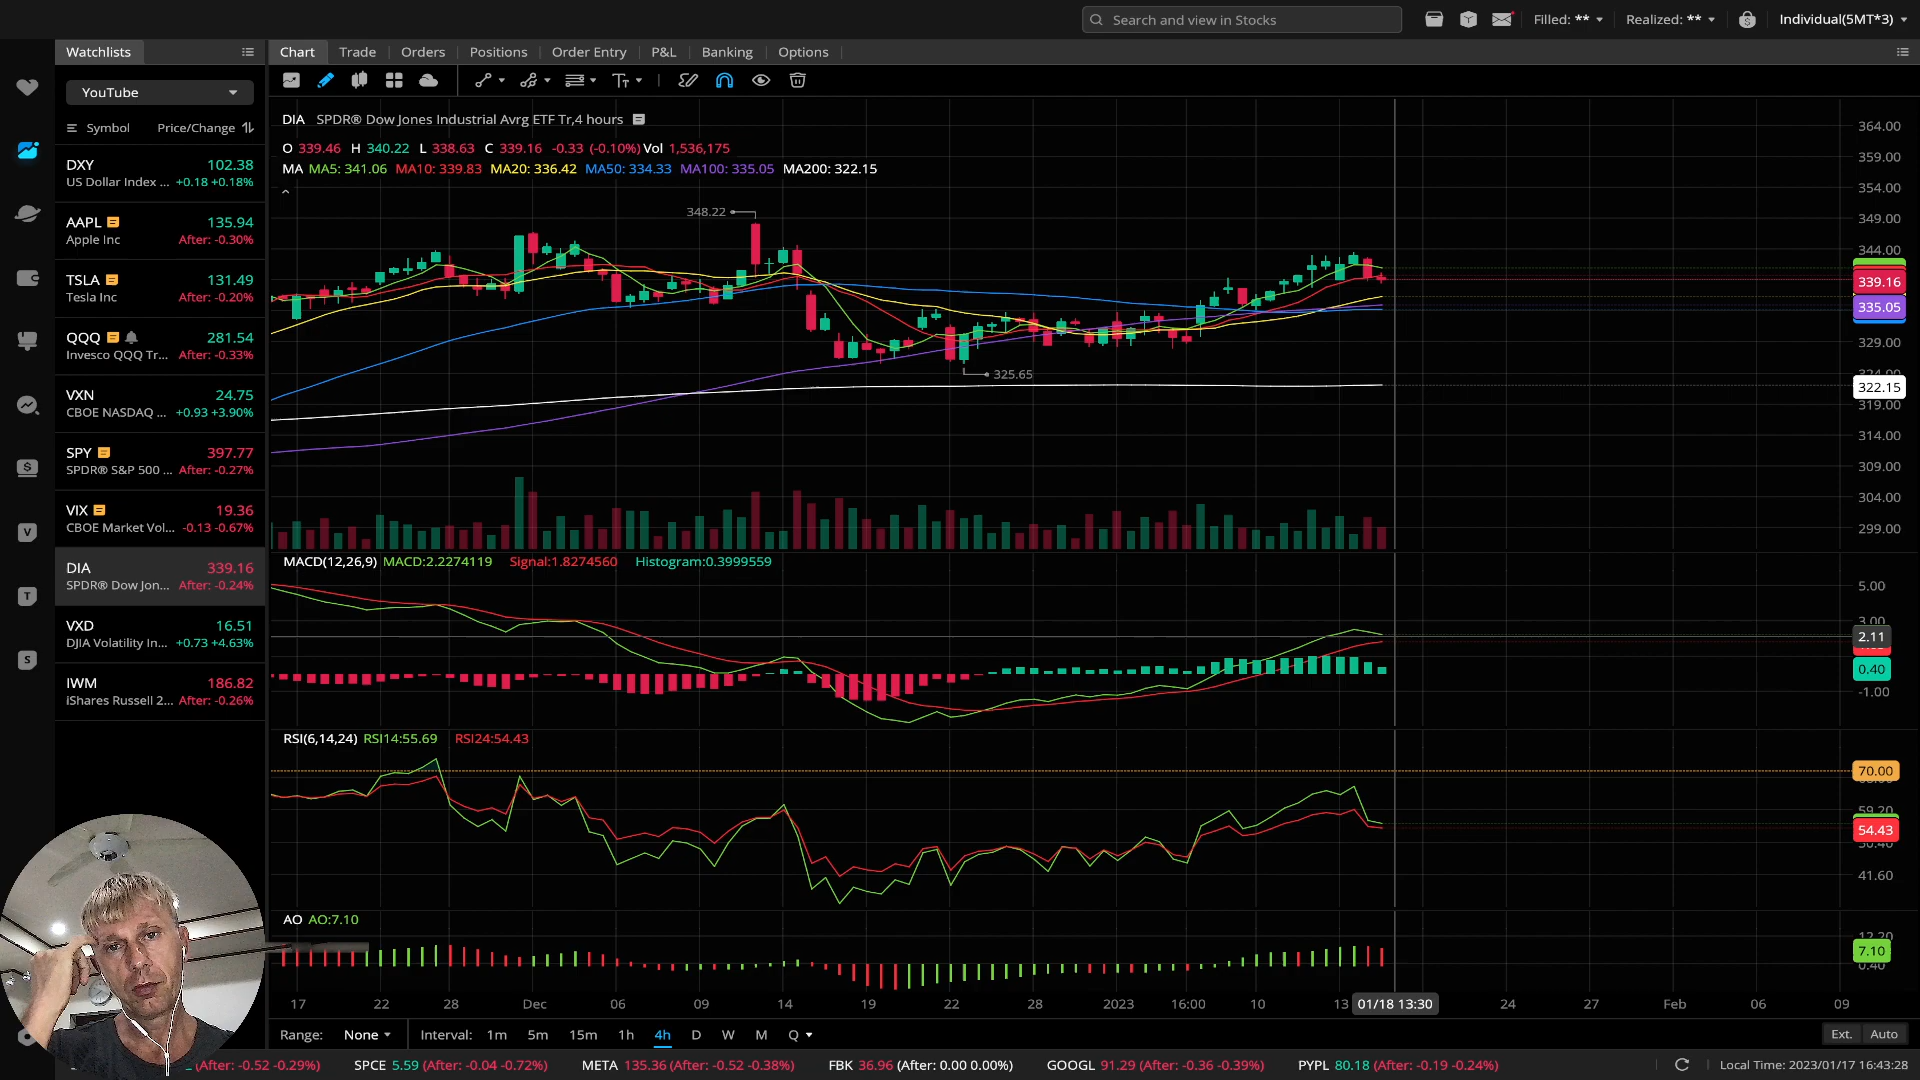 Search and view in Stocks
Filled: ** Realized: ** Individual(5MT*3)
Watchlists
Chart Trade Orders Positions Order Entry P&L Banking Options
YouTube
Symbol Price/Change
DXY 102.38
US Dollar Index ... +0.18 +0.18%
AAPL 135.94
Apple Inc After: -0.30%
TSLA 131.49
Tesla Inc After: -0.20%
QQQ 281.54
Invesco QQQ Tr... After: -0.33%
VXN 24.75
CBOE NASDAQ ... +0.93 +3.90%
SPY 397.77
SPDR® S&P 500 ... After: -0.27%
VIX 19.36
CBOE Market Vol... -0.13 -0.67%
DIA 339.16
SPDR® Dow Jon... After: -0.24%
VXD 16.51
DJIA Volatility In... +0.73 +4.63%
IWM 186.82
iShares Russell 2... After: -0.26%
DIA SPDR® Dow Jones Industrial Avrg ETF Tr,4 hours
O 339.46 H 340.22 L 338.63 C 339.16 -0.33 (-0.10%) Vol 1,536,175
MA MA5: 341.06 MA10: 339.83 MA20: 336.42 MA50: 334.33 MA100: 335.05 MA200: 322.15
348.22
325.65
364.00
359.00
354.00
349.00
344.00
339.16
335.05
329.00
324.00
322.15
319.00
314.00
309.00
304.00
299.00
MACD(12,26,9) MACD:2.2274119 Signal:1.8274560 Histogram:0.3999559
5.00
3.00
2.11
0.40
-1.00
RSI(6,14,24) RSI14:55.69 RSI24:54.43
70.00
59.20
54.43
41.60
AO AO:7.10
12.20
7.10
17 22 28 Dec 06 09 14 19 22 28 2023 16:00 10 13 01/18 13:30 24 27 Feb 06 09
Range: None Interval: 1m 5m 15m 1h 4h D W M Q
Ext. Auto
(After: -0.52 -0.29%) SPCE 5.59 (After: -0.04 -0.72%) META 135.36 (After: -0.52 -0.38%) FBK 36.96 (After: 0.00 0.00%) GOOGL 91.29 (After: -0.36 -0.39%) PYPL 80.18 (After: -0.19 -0.24%)
Local Time: 2023/01/17 16:43:28